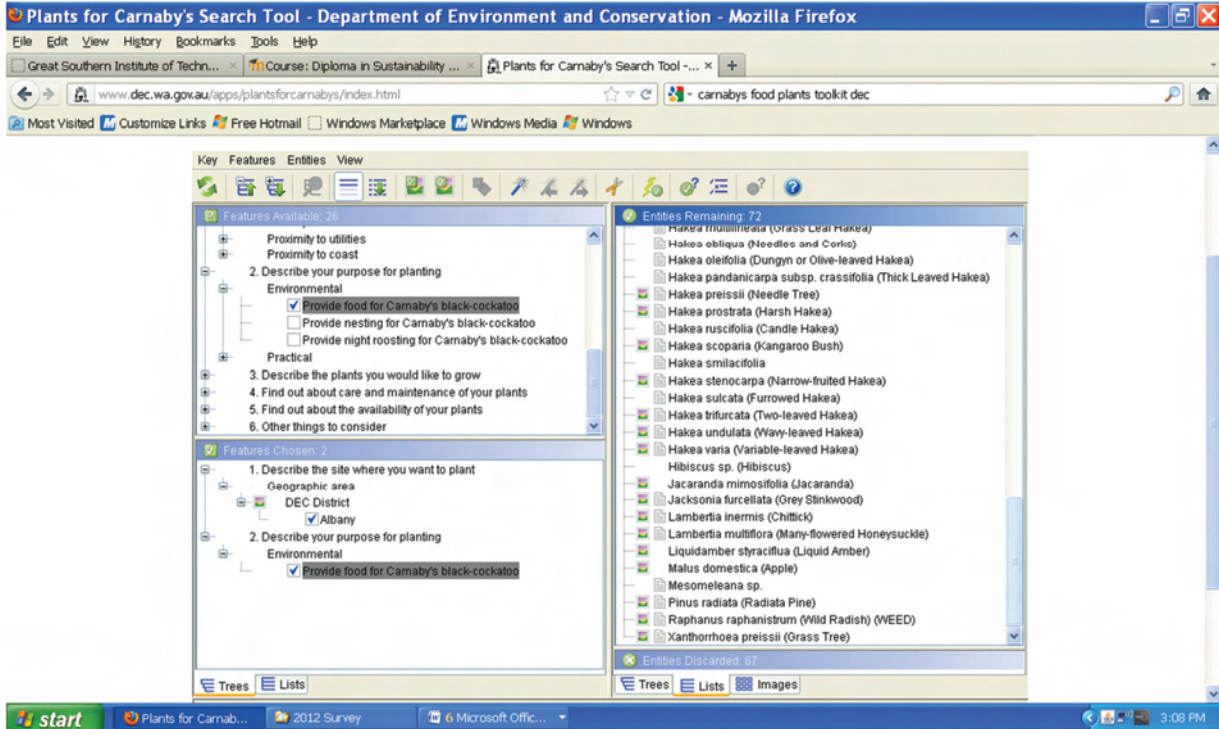 Plants for Carnaby's Search Tool - Department of Environment and Conservation - Mozilla Firefox
File Edit View History Bookmarks Tools Help
Great Southern Institute of Techn... × Course: Diploma in Sustainability ... × Plants for Carnaby's Search Tool -... × +
www.dec.wa.gov.au/apps/plantsforcarnabys/index.html carnabys food plants toolkit dec
Most Visited Customize Links Free Hotmail Windows Marketplace Windows Media Windows
Key Features Entities View
Features Available: 26
Proximity to utilities
Proximity to coast
2. Describe your purpose for planting
Environmental
Provide food for Carnaby's black-cockatoo
Provide nesting for Carnaby's black-cockatoo
Provide night roosting for Carnaby's black-cockatoo
Practical
3. Describe the plants you would like to grow
4. Find out about care and maintenance of your plants
5. Find out about the availability of your plants
6. Other things to consider
Features Chosen: 2
1. Describe the site where you want to plant
Geographic area
DEC District
Albany
2. Describe your purpose for planting
Environmental
Provide food for Carnaby's black-cockatoo
Trees Lists
Entities Remaining: 72
Hakea multilineata (Grass Leaf Hakea)
Hakea obliqua (Needles and Corks)
Hakea oleifolia (Dungyn or Olive-leaved Hakea)
Hakea pandanicarpa subsp. crassifolia (Thick Leaved Hakea)
Hakea preissii (Needle Tree)
Hakea prostrata (Harsh Hakea)
Hakea ruscifolia (Candle Hakea)
Hakea scoparia (Kangaroo Bush)
Hakea smilacifolia
Hakea stenocarpa (Narrow-fruited Hakea)
Hakea sulcata (Furrowed Hakea)
Hakea trifurcata (Two-leaved Hakea)
Hakea undulata (Wavy-leaved Hakea)
Hakea varia (Variable-leaved Hakea)
Hibiscus sp. (Hibiscus)
Jacaranda mimosifolia (Jacaranda)
Jacksonia furcellata (Grey Stinkwood)
Lambertia inermis (Chittick)
Lambertia multiflora (Many-flowered Honeysuckle)
Liquidamber styraciflua (Liquid Amber)
Malus domestica (Apple)
Mesomeleana sp.
Pinus radiata (Radiata Pine)
Raphanus raphanistrum (Wild Radish) (WEED)
Xanthorrhoea preissii (Grass Tree)
Entities Discarded: 67
Trees Lists Images
start Plants for Carnab... 2012 Survey 6 Microsoft Offic... 3:08 PM